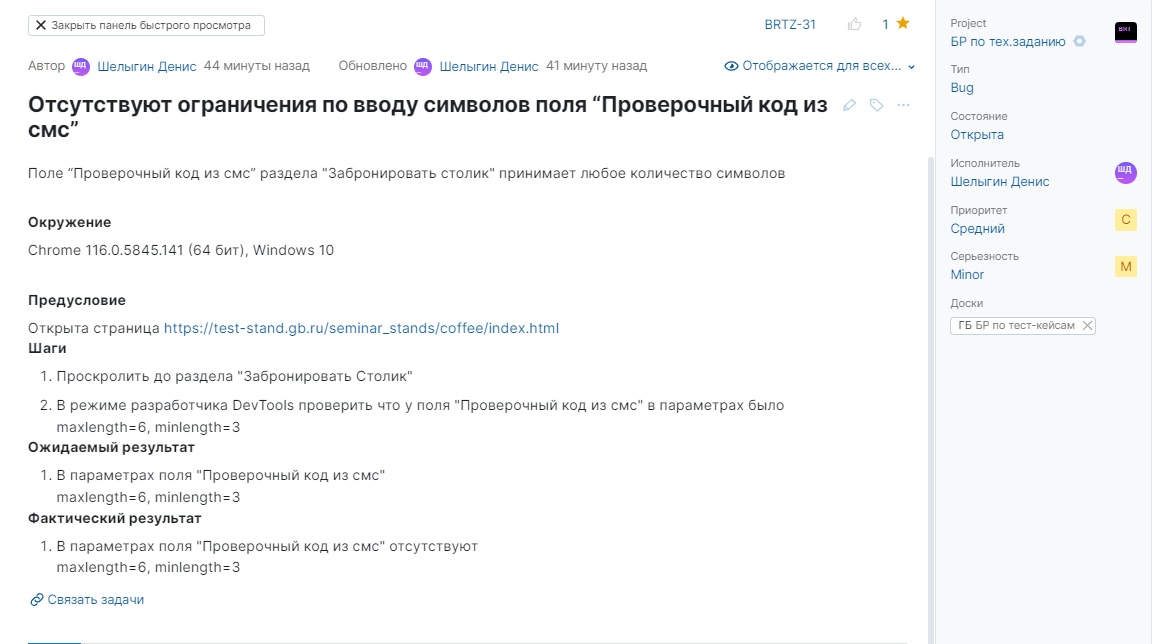 Закрыть панель быстрого просмотра
BRTZ-31
1
Автор ШД Шелыгин Денис 44 минуты назад Обновлено ШД Шелыгин Денис 41 минуту назад
Отображается для всех...
Отсутствуют ограничения по вводу символов поля “Проверочный код из
смс”
Поле “Проверочный код из смс” раздела "Забронировать столик" принимает любое количество символов
Окружение
Chrome 116.0.5845.141 (64 бит), Windows 10
Предусловие
Открыта страница https://test-stand.gb.ru/seminar_stands/coffee/index.html
Шаги
1. Проскролить до раздела "Забронировать Столик"
2. В режиме разработчика DevTools проверить что у поля "Проверочный код из смс" в параметрах было
maxlength=6, minlength=3
Ожидаемый результат
1. В параметрах поля "Проверочный код из смс"
maxlength=6, minlength=3
Фактический результат
1. В параметрах поля "Проверочный код из смс" отсутствуют
maxlength=6, minlength=3
Связать задачи
Project
БР по тех.заданию
BRT
Тип
Bug
Состояние
Открыта
Исполнитель
Шелыгин Денис
ШД
Приоритет
Средний
С
Серьезность
Minor
M
Доски
ГБ БР по тест-кейсам